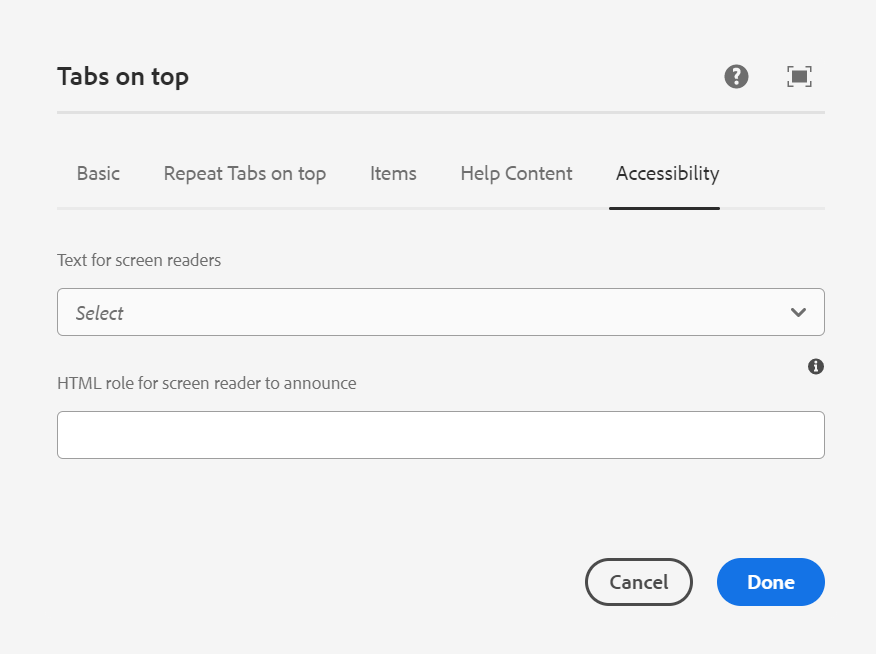 Tabs on top
Basic Repeat Tabs on top Items Help Content Accessibility
Text for screen readers
Select
HTML role for screen reader to announce
Cancel Done